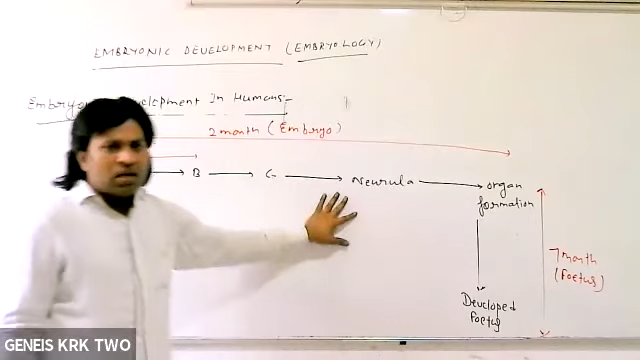 EMBRYONIC DEVELOPMENT (EMBRYOLOGY)
Development In Humans:-
2 month (Embryo)
B → G → Neurula → organ
formation
7 month
(Foetus)
Developed
foetus
GENEIS KRK TWO